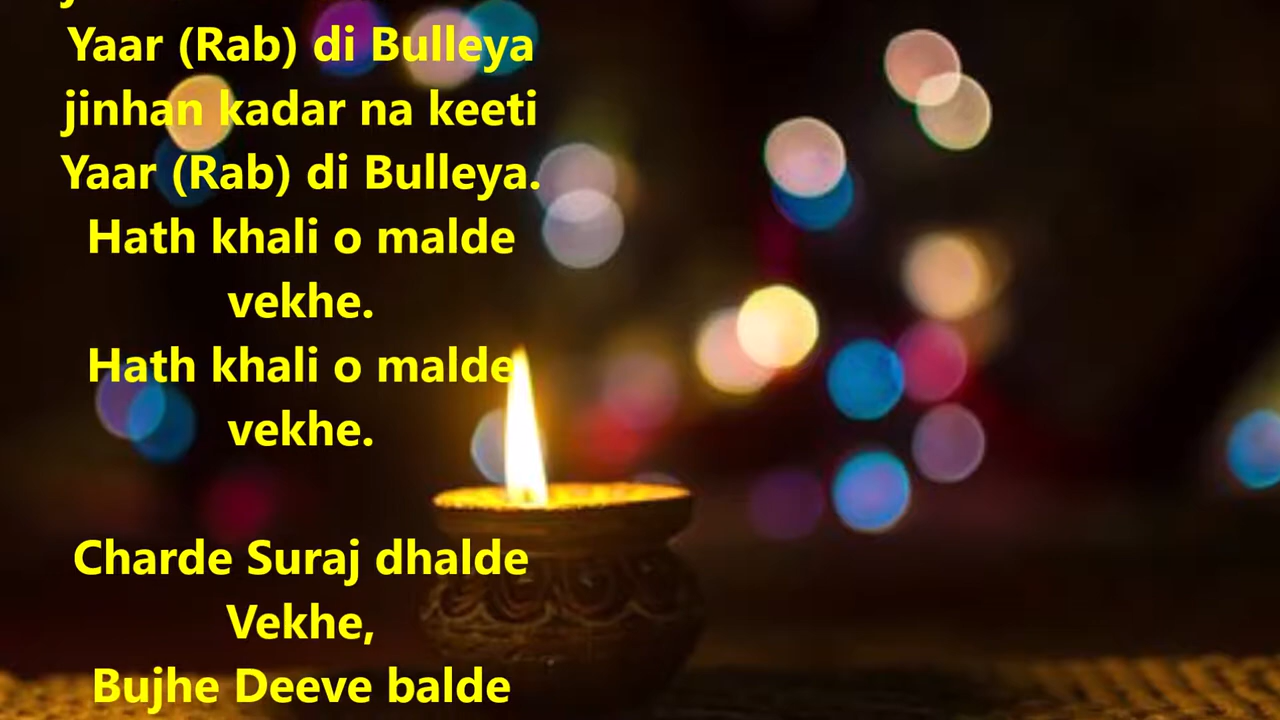 Yaar (Rab) di Bulleya
jinhan kadar na keeti
Yaar (Rab) di Bulleya.
Hath khali o malde
vekhe.
Hath khali o malde
vekhe.
Charde Suraj dhalde
Vekhe,
Bujhe Deeve balde